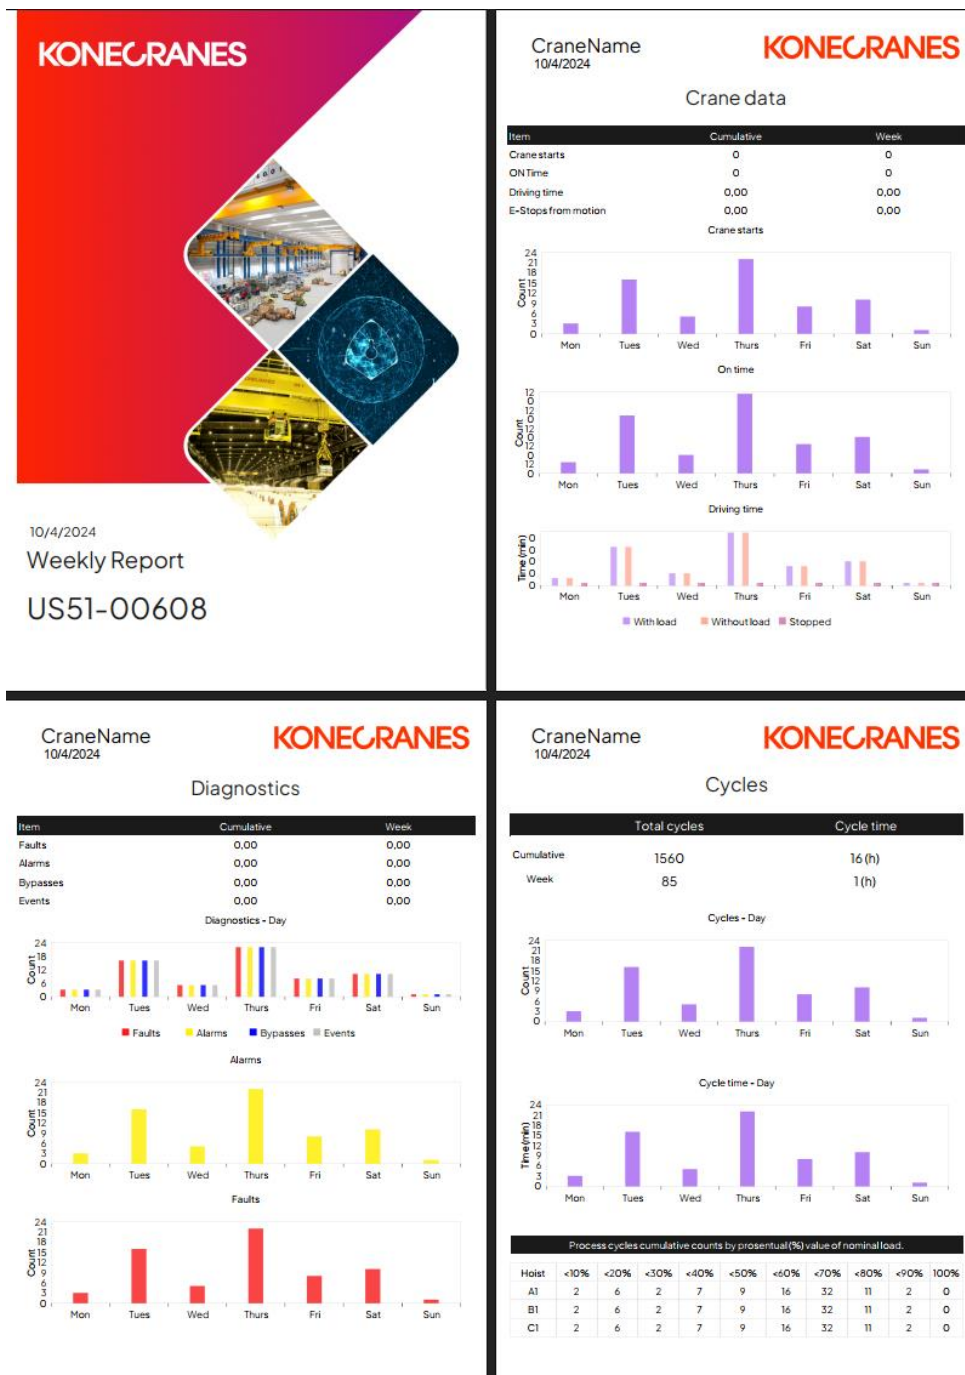 KONECRANES
10/4/2024
Weekly Report
US51-00608
CraneName
10/4/2024
KONECRANES
Crane data
Item Cumulative Week
Crane starts 0 0
ON Time 0 0
Driving time 0,00 0,00
E-Stops from motion 0,00 0,00
Crane starts
Count
24
21
18
15
12
9
6
3
0
Mon Tues Wed Thurs Fri Sat Sun
On time
Count
12
0
12
0
12
0
12
0
Mon Tues Wed Thurs Fri Sat Sun
Driving time
Time (min)
0
0
0
0
0
Mon Tues Wed Thurs Fri Sat Sun
With load Without load Stopped
CraneName
10/4/2024
KONECRANES
Diagnostics
Item Cumulative Week
Faults 0,00 0,00
Alarms 0,00 0,00
Bypasses 0,00 0,00
Events 0,00 0,00
Diagnostics - Day
Count
24
18
12
6
0
Mon Tues Wed Thurs Fri Sat Sun
Faults Alarms Bypasses Events
Alarms
Count
24
21
18
15
12
9
6
3
0
Mon Tues Wed Thurs Fri Sat Sun
Faults
Count
24
21
18
15
12
9
6
3
0
Mon Tues Wed Thurs Fri Sat Sun
CraneName
10/4/2024
KONECRANES
Cycles
Total cycles Cycle time
Cumulative 1560 16 (h)
Week 85 1 (h)
Cycles - Day
Count
24
21
18
15
12
9
6
3
0
Mon Tues Wed Thurs Fri Sat Sun
Cycle time - Day
Time (min)
24
21
18
15
12
9
6
3
0
Mon Tues Wed Thurs Fri Sat Sun
Process cycles cumulative counts by prosentual (%) value of nominal load.
Hoist <10% <20% <30% <40% <50% <60% <70% <80% <90% 100%
A1 2 6 2 7 9 16 32 11 2 0
B1 2 6 2 7 9 16 32 11 2 0
C1 2 6 2 7 9 16 32 11 2 0